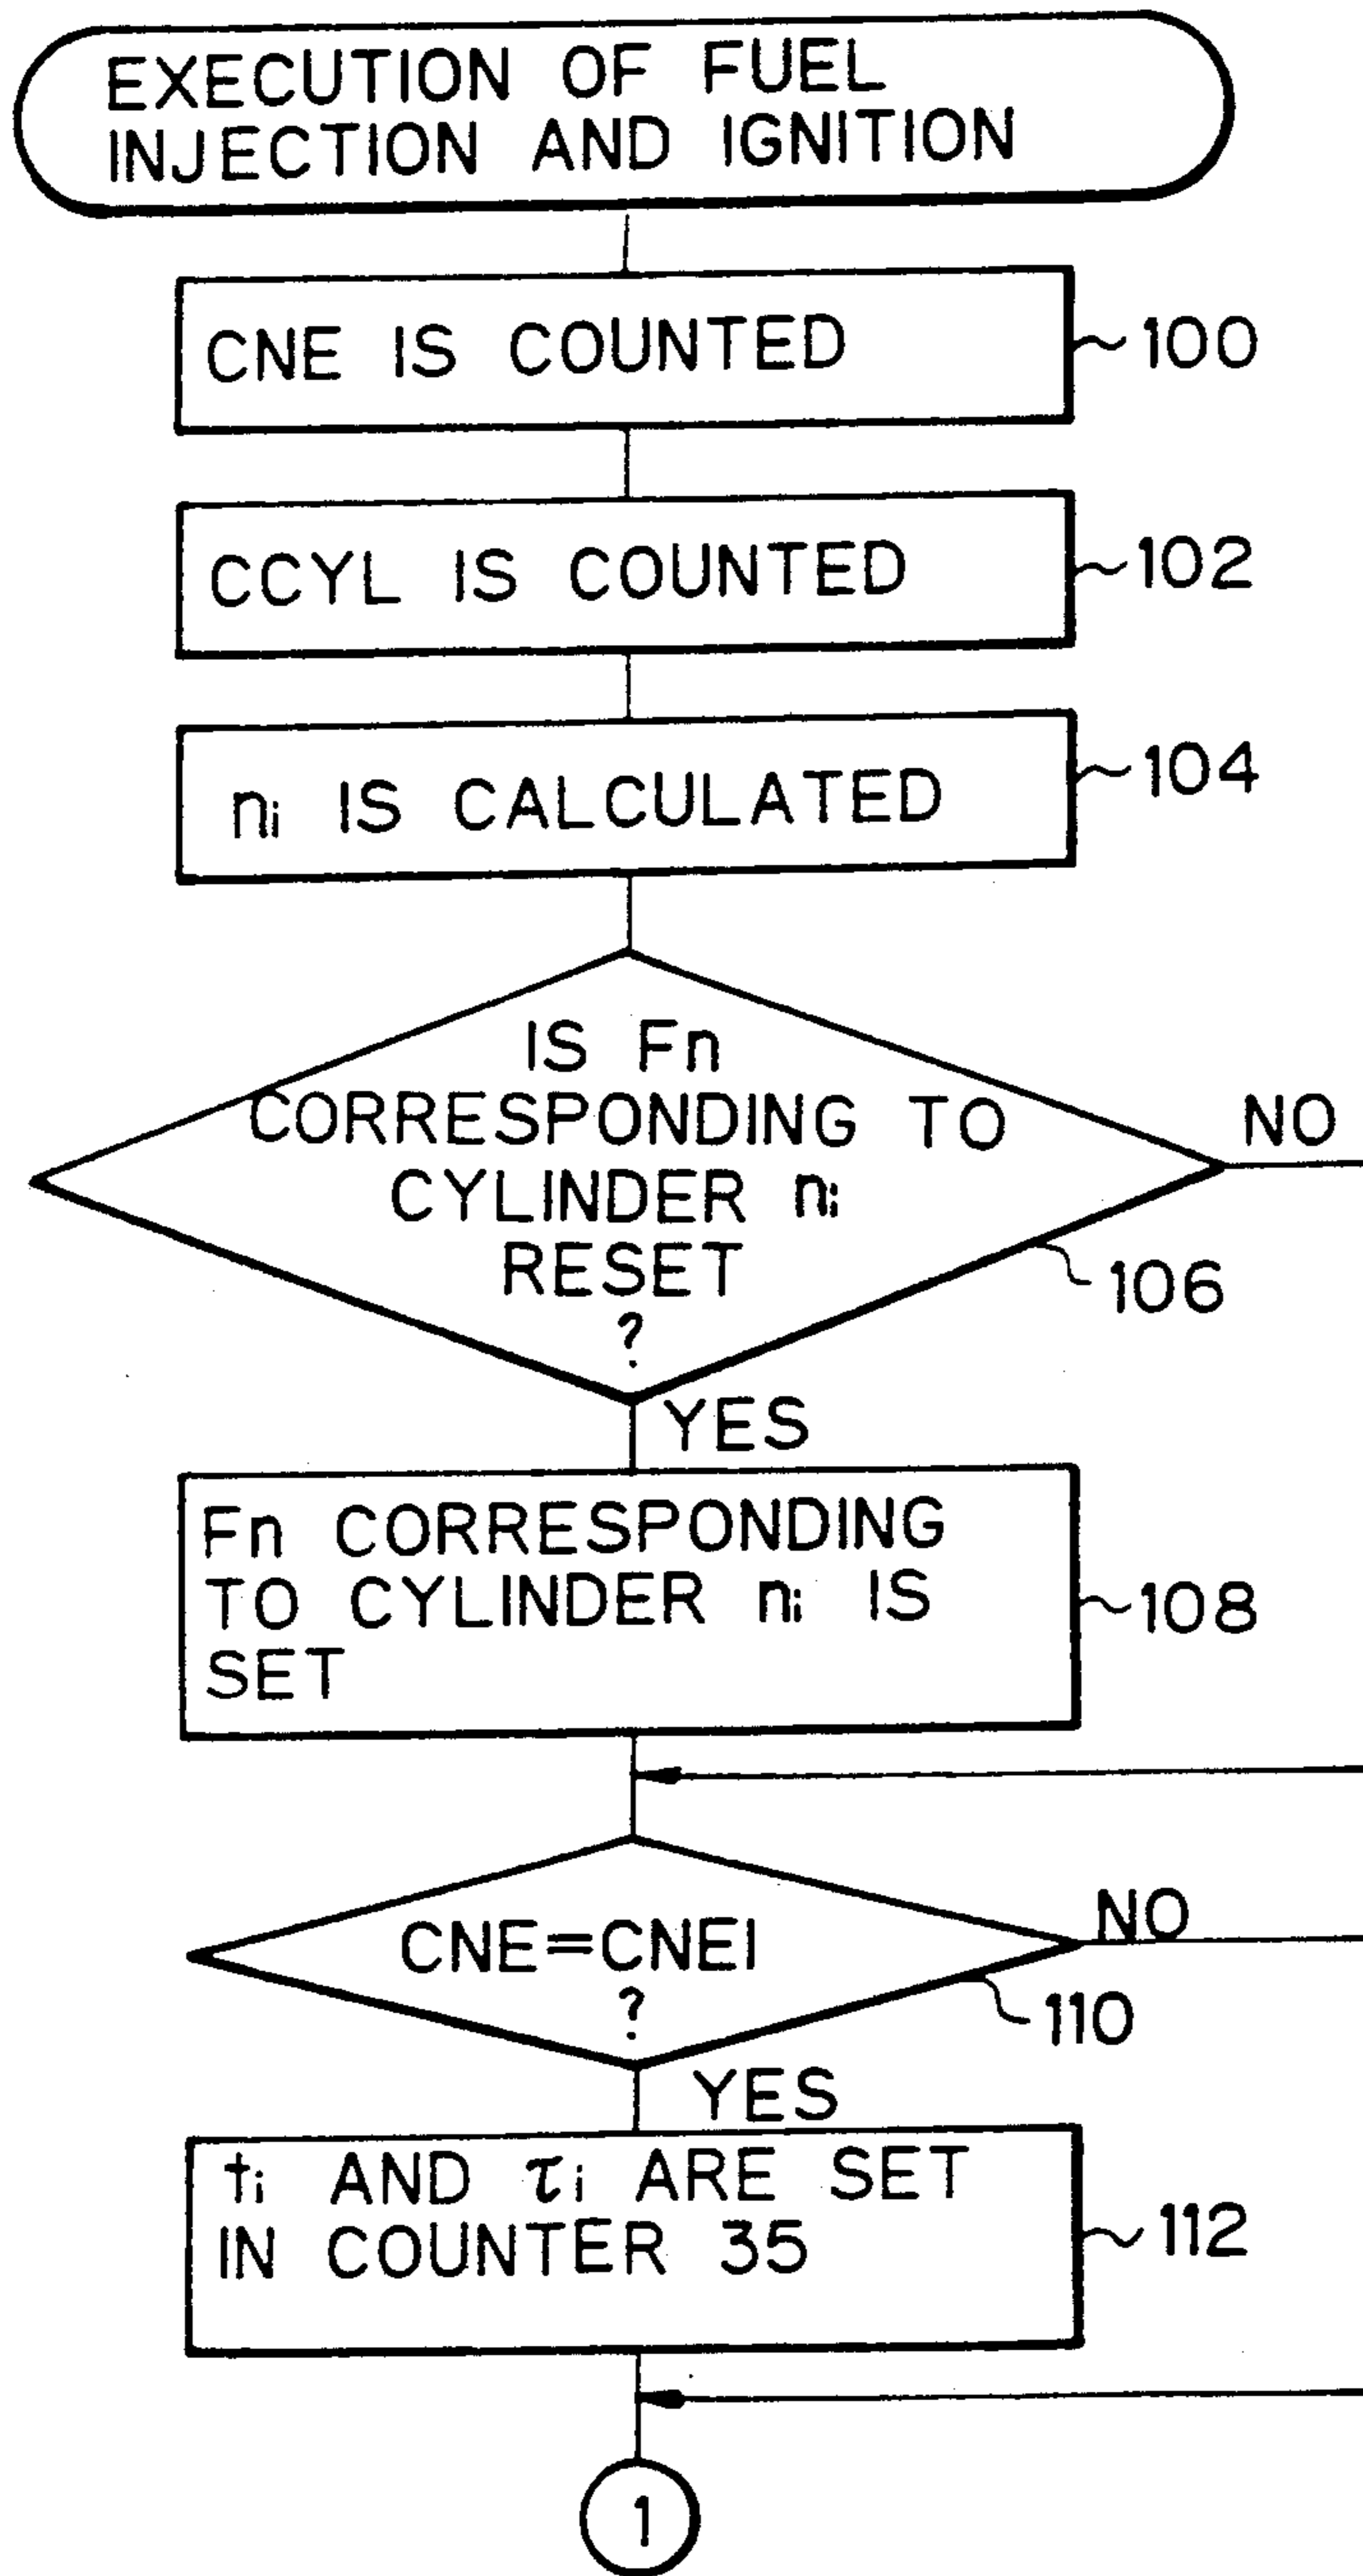 EXECUTION OF FUEL
INJECTION AND IGNITION
CNE IS COUNTED
100
CCYL IS COUNTED
102
ni IS CALCULATED
104
IS Fn
CORRESPONDING TO
CYLINDER ni
RESET
?
NO
106
YES
Fn CORRESPONDING
TO CYLINDER ni IS
SET
108
CNE=CNEI
?
NO
110
YES
ti AND τi ARE SET
IN COUNTER 35
112
1